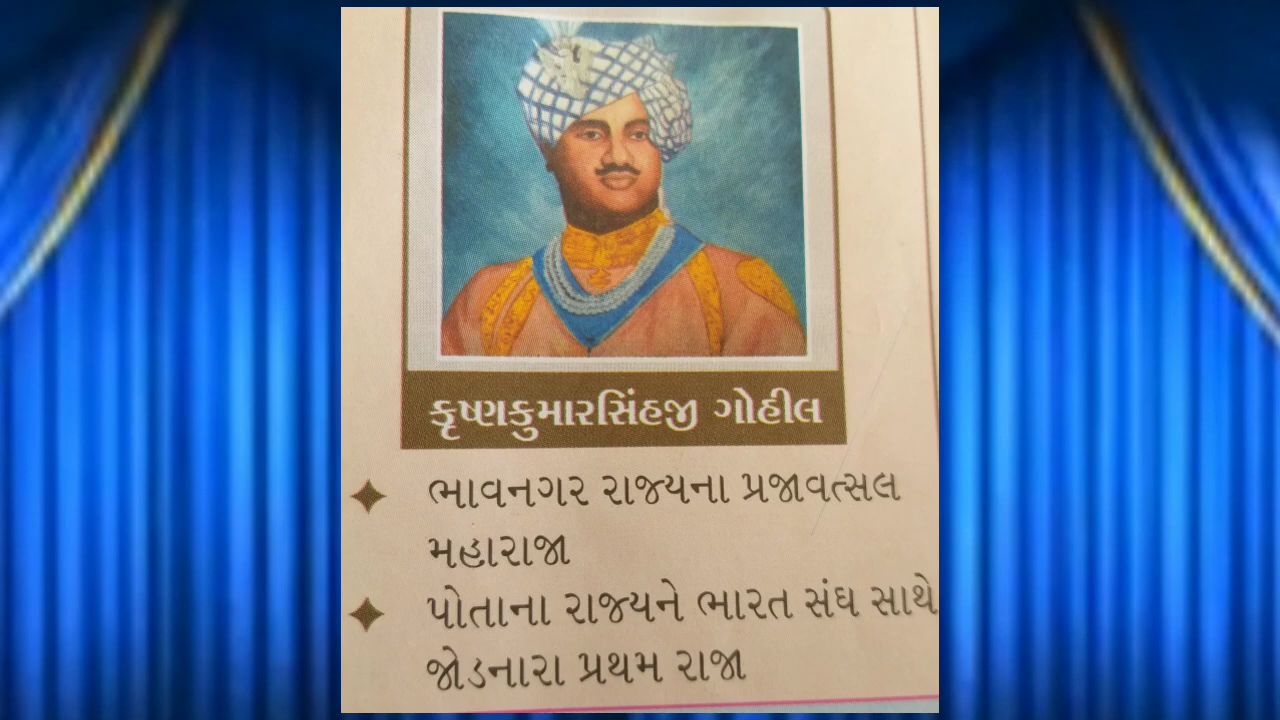 કૃષ્ણકુમારસિંહજી ગોહીલ
ભાવનગર રાજ્યના પ્રજાવત્સલ
મહારાજા
પોતાના રાજ્યને ભારત સંઘ સાથે
જોડનારા પ્રથમ રાજા